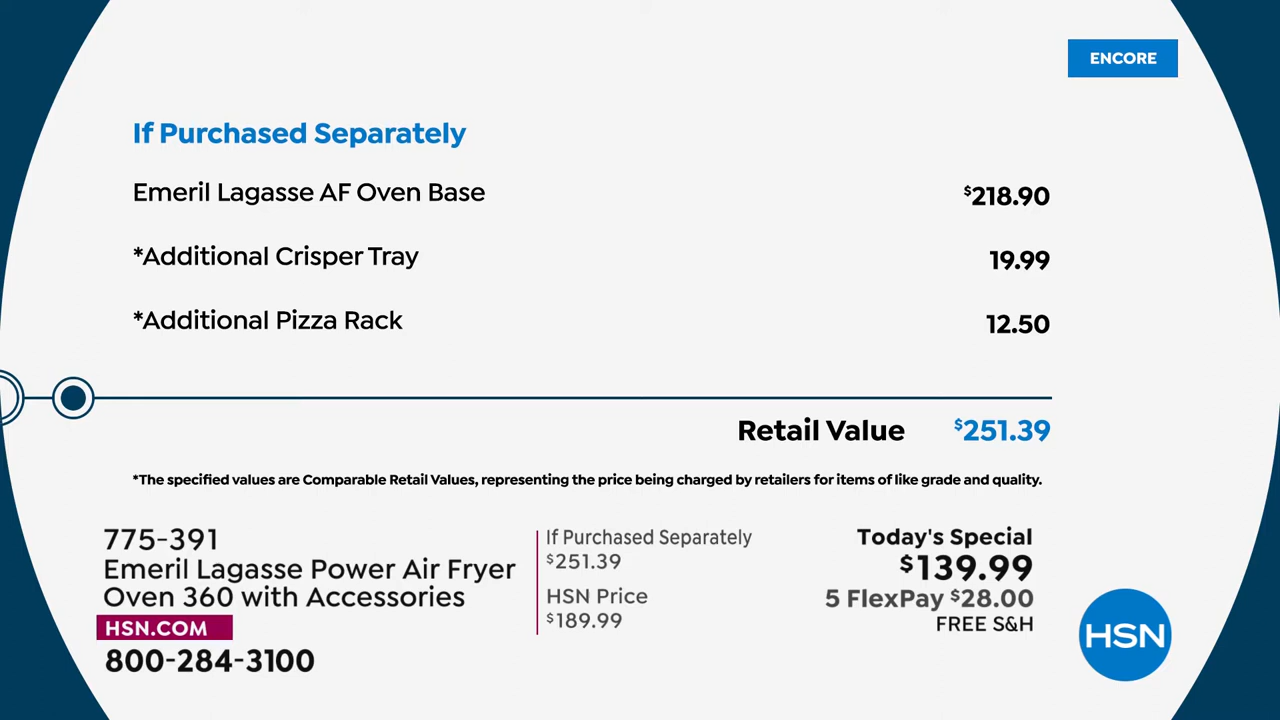 ENCORE
If Purchased Separately
Emeril Lagasse AF Oven Base $218.90
*Additional Crisper Tray 19.99
*Additional Pizza Rack 12.50
Retail Value $251.39
*The specified values are Comparable Retail Values, representing the price being charged by retailers for items of like grade and quality.
775-391
Emeril Lagasse Power Air Fryer
Oven 360 with Accessories
HSN.COM
800-284-3100
If Purchased Separately
$251.39
HSN Price
$189.99
Today's Special
$139.99
5 FlexPay $28.00
FREE S&H
HSN